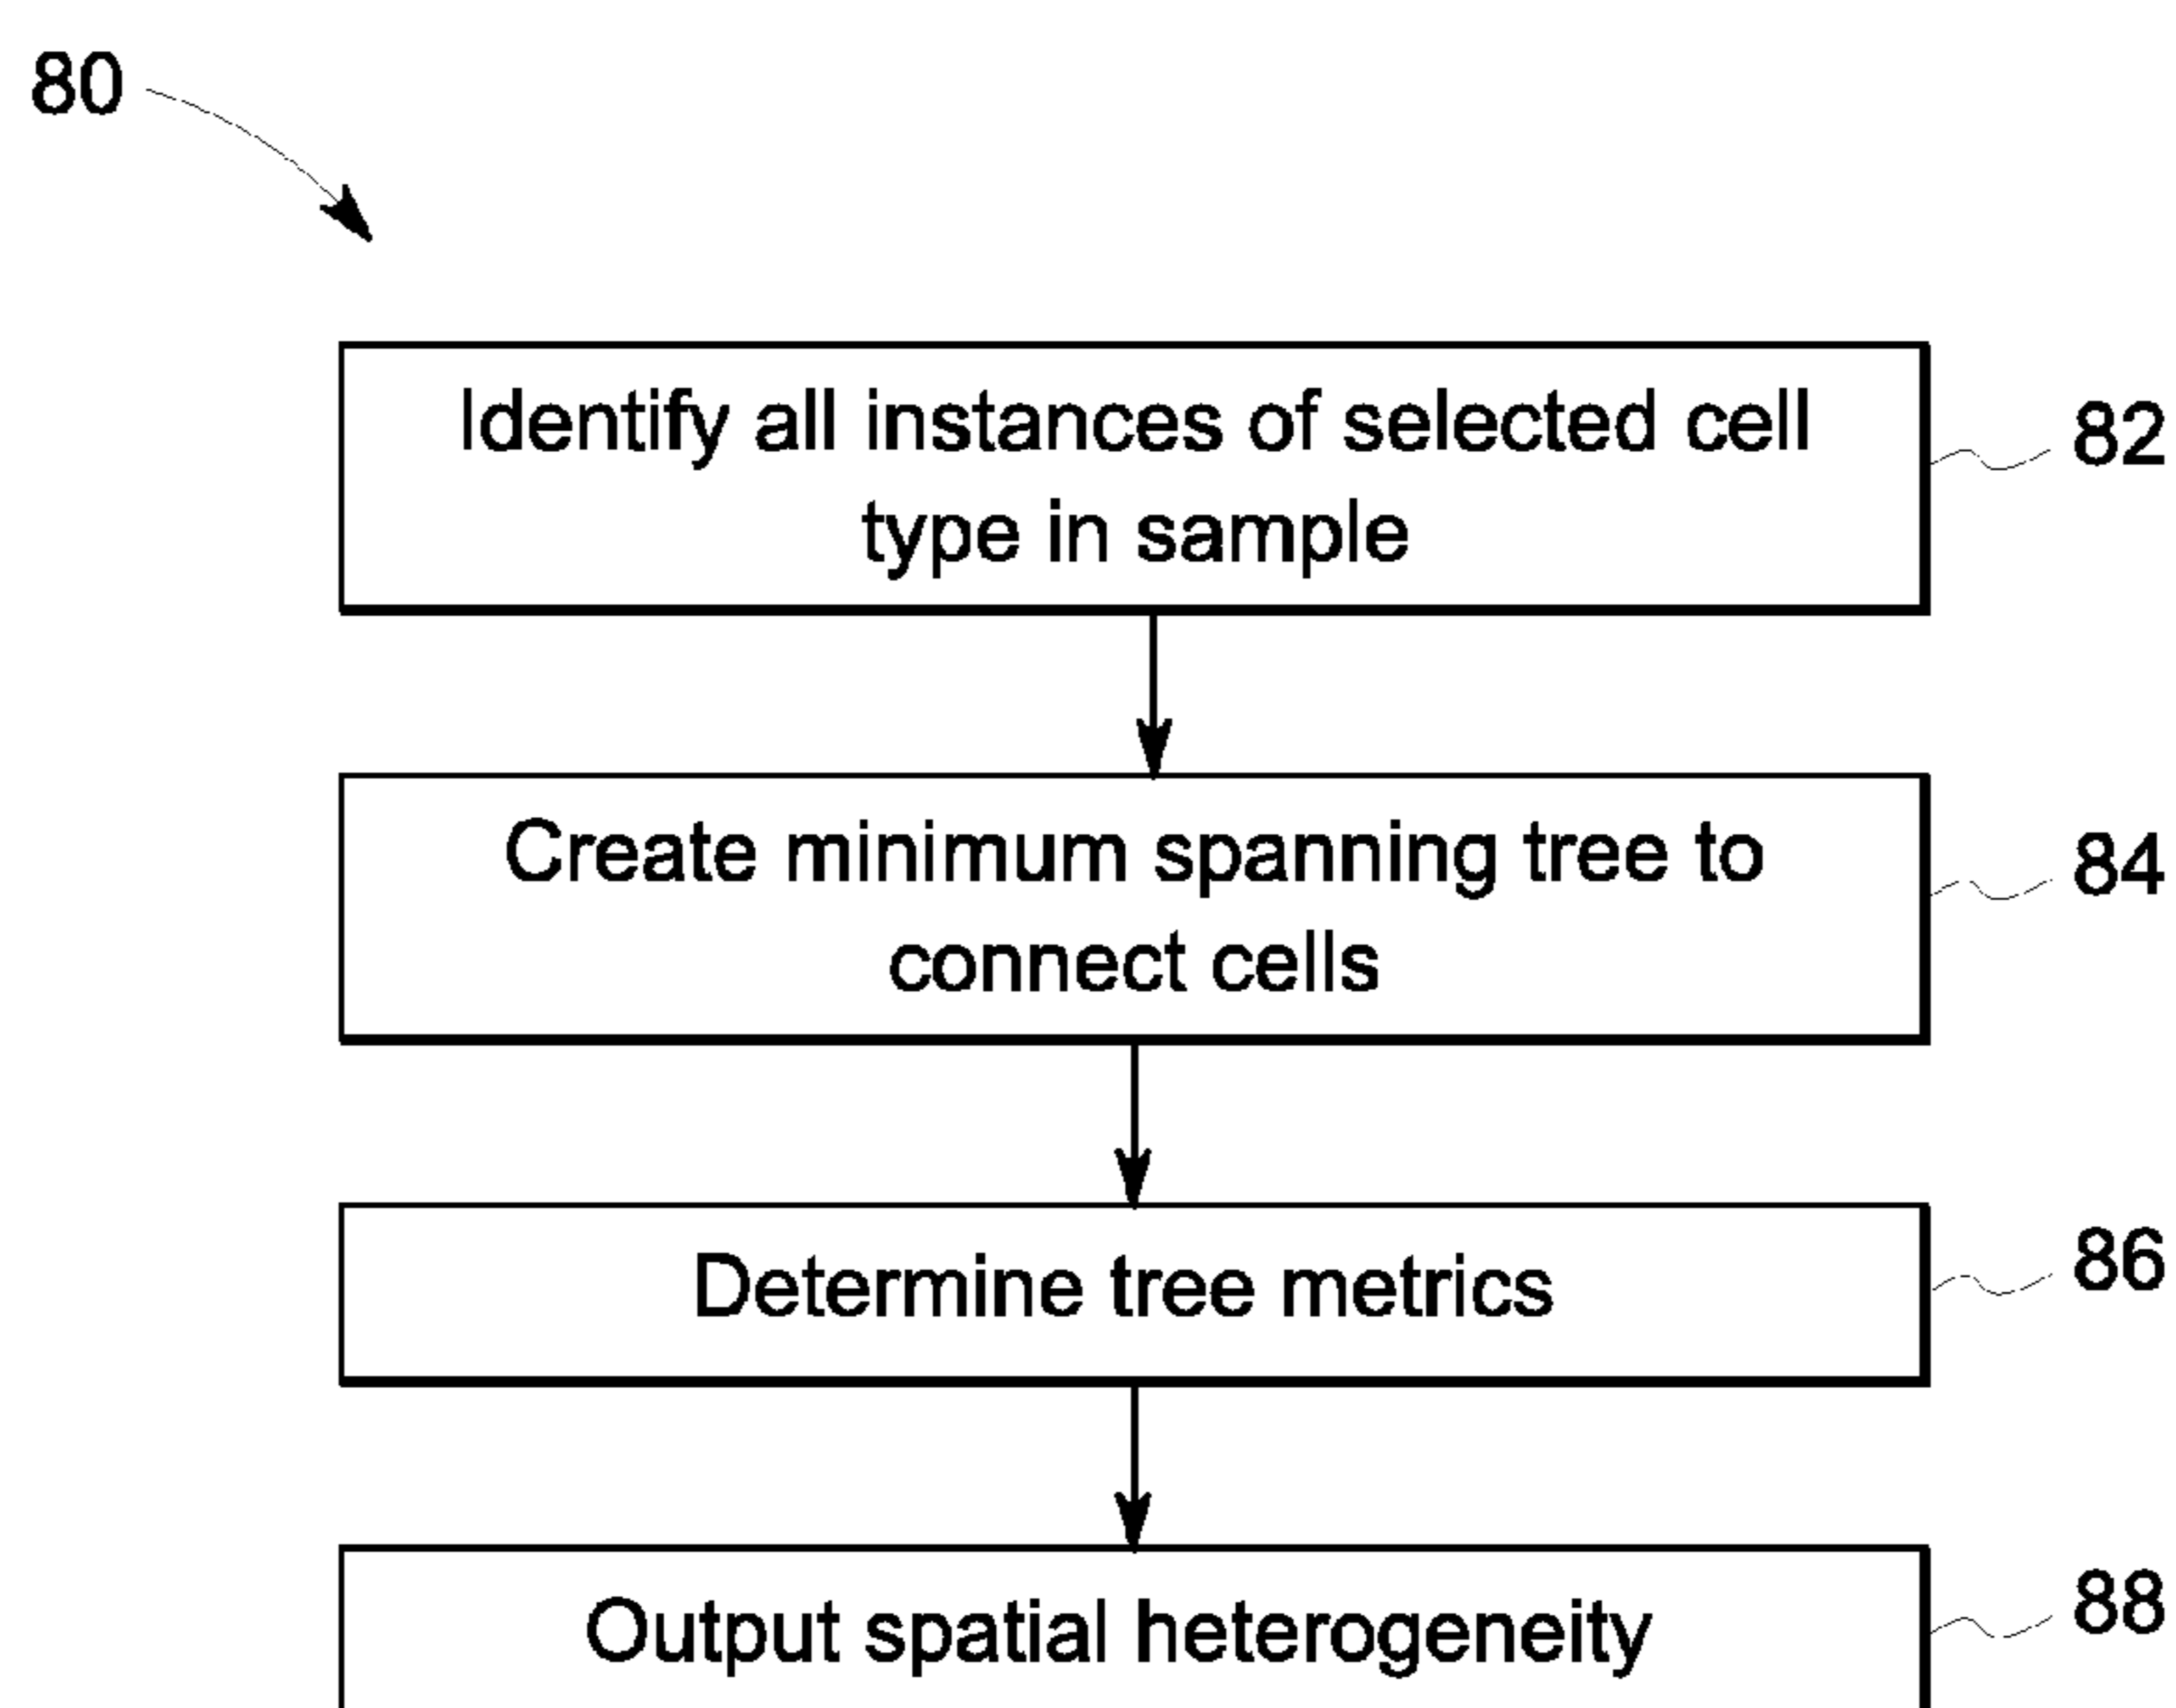 80
Identify all instances of selected cell
type in sample
82
Create minimum spanning tree to
connect cells
84
Determine tree metrics
86
Output spatial heterogeneity
88